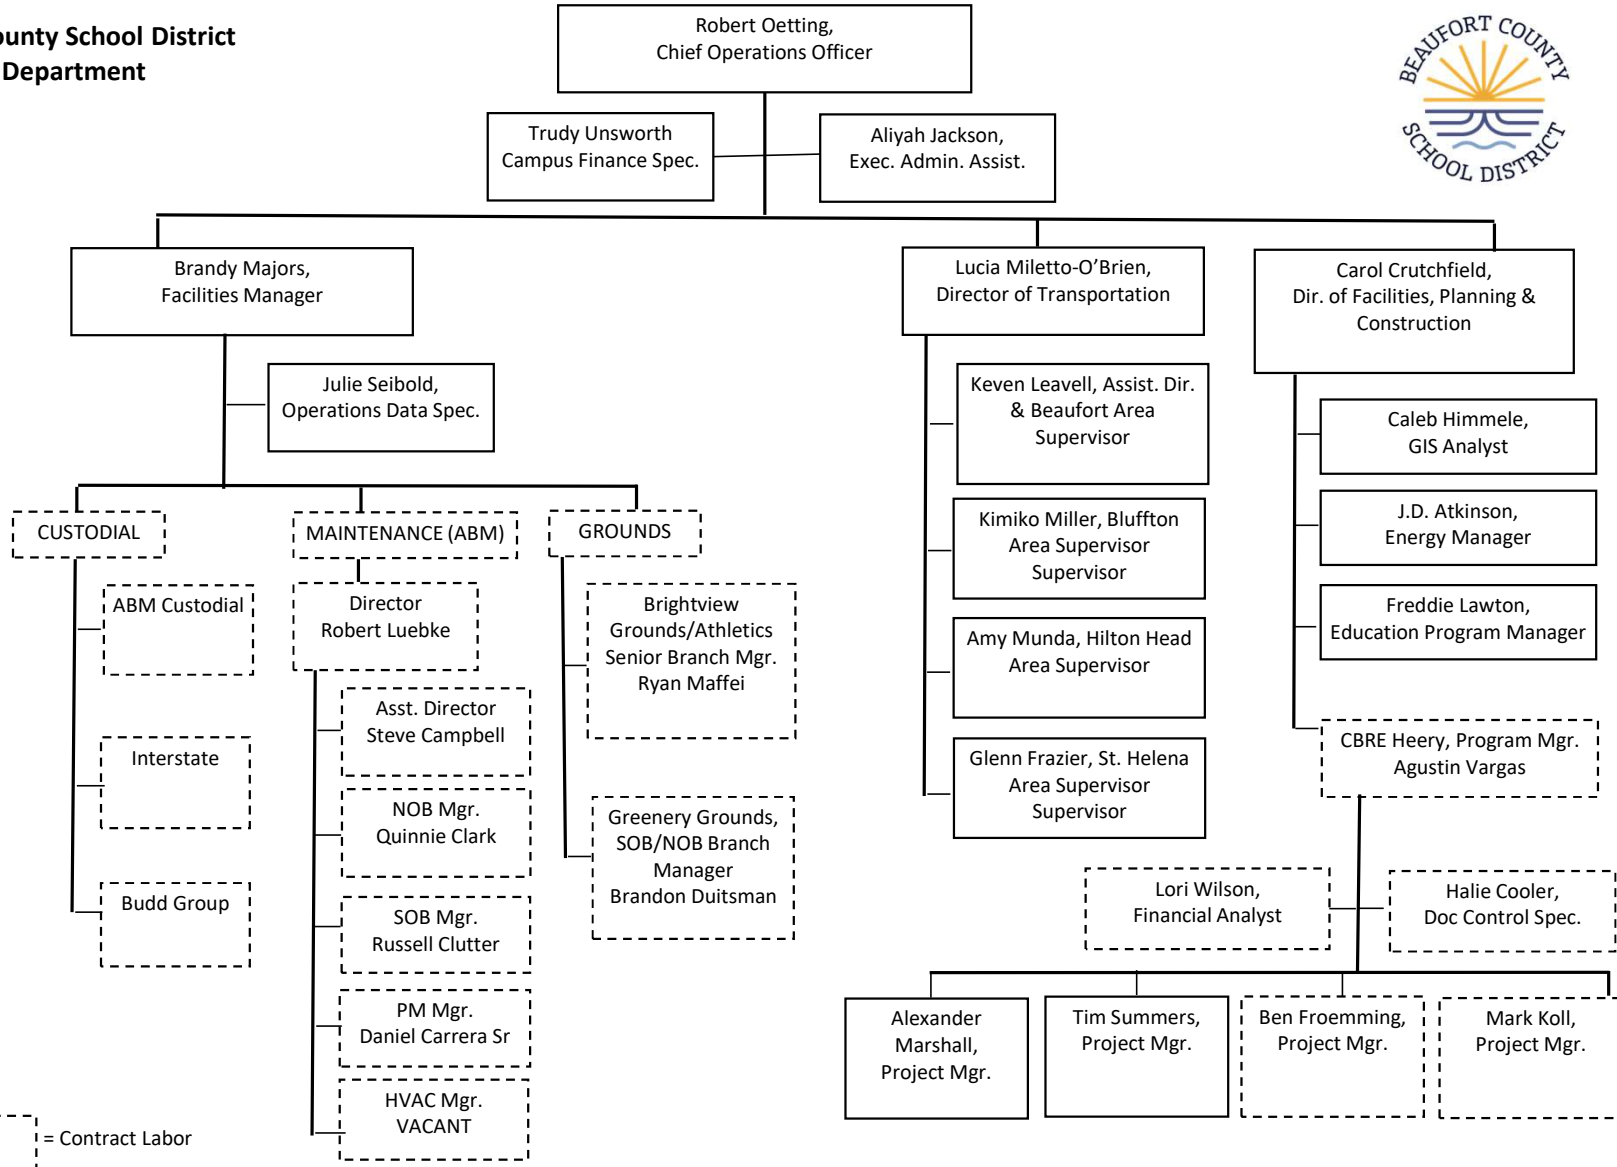 ounty School District
Department
Robert Oetting,
Chief Operations Officer
BEAUFORT COUNTY
SCHOOL DISTRICT
Trudy Unsworth
Campus Finance Spec.
Aliyah Jackson,
Exec. Admin. Assist.
Brandy Majors,
Facilities Manager
Julie Seibold,
Operations Data Spec.
CUSTODIAL
ABM Custodial
Interstate
Budd Group
MAINTENANCE (ABM)
Director
Robert Luebke
Asst. Director
Steve Campbell
NOB Mgr.
Quinnie Clark
SOB Mgr.
Russell Clutter
PM Mgr.
Daniel Carrera Sr
HVAC Mgr.
VACANT
GROUNDS
Brightview
Grounds/Athletics
Senior Branch Mgr.
Ryan Maffei
Greenery Grounds,
SOB/NOB Branch
Manager
Brandon Duitsman
Lucia Miletto-O’Brien,
Director of Transportation
Keven Leavell, Assist. Dir.
& Beaufort Area
Supervisor
Kimiko Miller, Bluffton
Area Supervisor
Supervisor
Amy Munda, Hilton Head
Area Supervisor
Glenn Frazier, St. Helena
Area Supervisor
Supervisor
Carol Crutchfield,
Dir. of Facilities, Planning &
Construction
Caleb Himmele,
GIS Analyst
J.D. Atkinson,
Energy Manager
Freddie Lawton,
Education Program Manager
CBRE Heery, Program Mgr.
Agustin Vargas
Lori Wilson,
Financial Analyst
Halie Cooler,
Doc Control Spec.
Alexander
Marshall,
Project Mgr.
Tim Summers,
Project Mgr.
Ben Froemming,
Project Mgr.
Mark Koll,
Project Mgr.
= Contract Labor